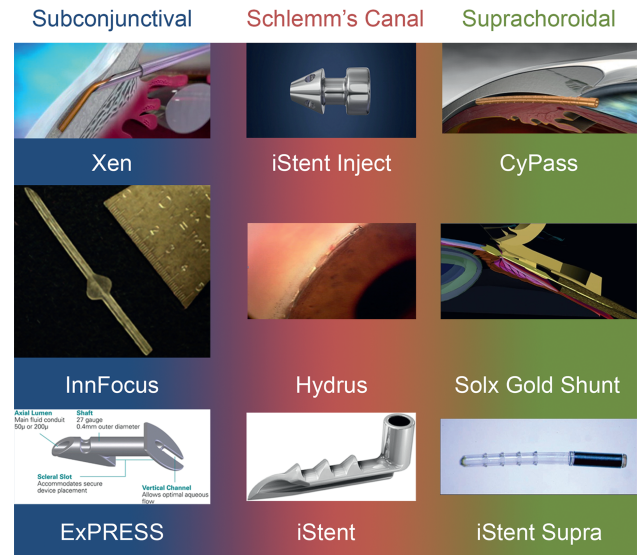 Subconjunctival
Schlemm's Canal
Suprachoroidal
Xen
iStent Inject
CyPass
InnFocus
Hydrus
Solx Gold Shunt
Axial Lumen
Main fluid conduit
50µ or 200µ
Shaft
27 gauge
0.4mm outer diameter
Scleral Slot
Accommodates secure
device placement
Vertical Channel
Allows optimal aqueous
flow
ExPRESS
iStent
iStent Supra